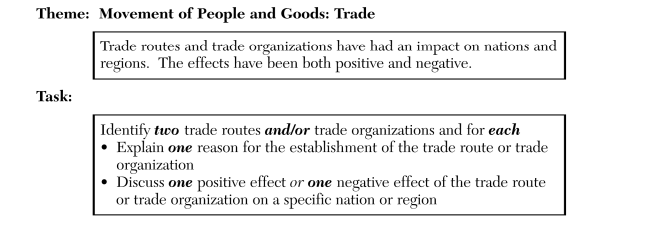 Theme: Movement of People and Goods: Trade
Trade routes and trade organizations have had an impact on nations and
regions. The effects have been both positive and negative.
Task:
Identify two trade routes and/or trade organizations and for each
• Explain one reason for the establishment of the trade route or trade
organization
• Discuss one positive effect or one negative effect of the trade route
or trade organization on a specific nation or region